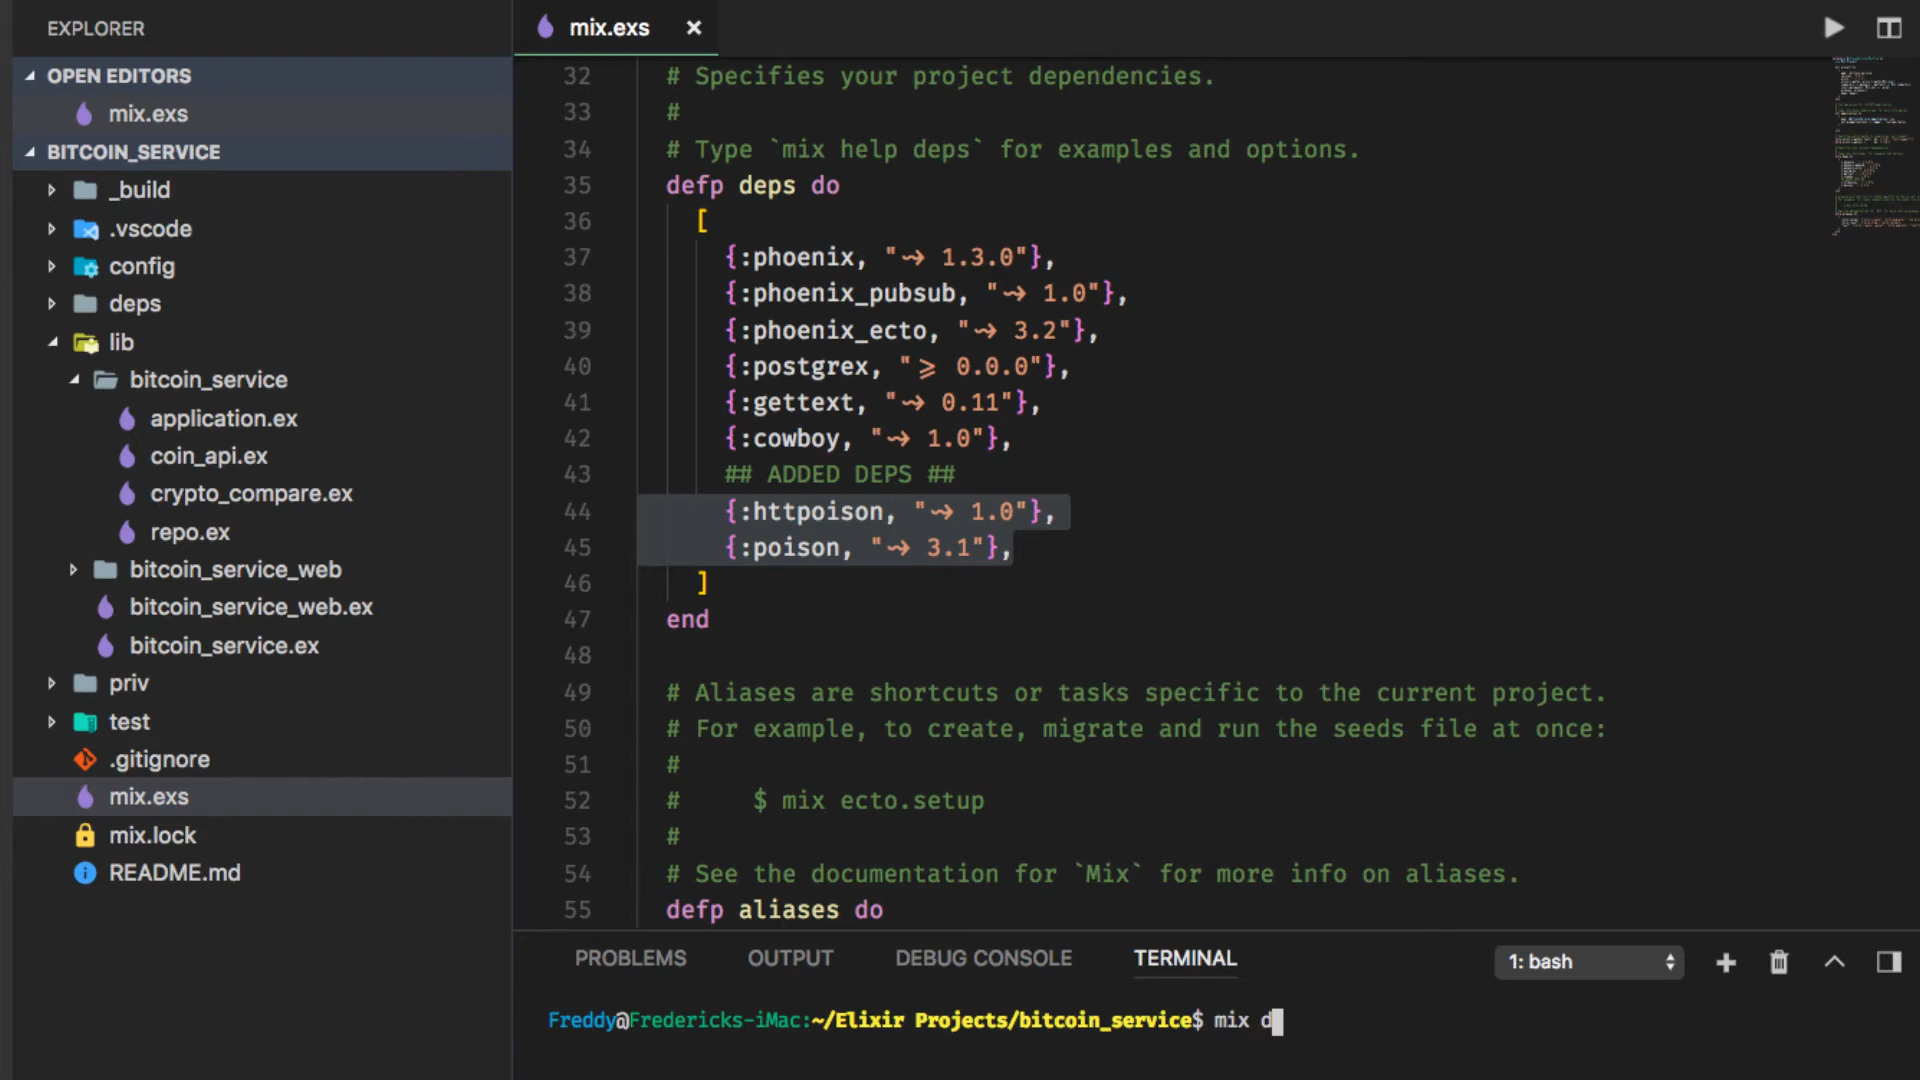 EXPLORER
OPEN EDITORS
mix.exs
BITCOIN_SERVICE
_build
.vscode
config
deps
lib
bitcoin_service
application.ex
coin_api.ex
crypto_compare.ex
repo.ex
bitcoin_service_web
bitcoin_service_web.ex
bitcoin_service.ex
priv
test
.gitignore
mix.exs
mix.lock
README.md
mix.exs
32 # Specifies your project dependencies.
33 #
34 # Type `mix help deps` for examples and options.
35 defp deps do
36 [
37 {:phoenix, "~> 1.3.0"},
38 {:phoenix_pubsub, "~> 1.0"},
39 {:phoenix_ecto, "~> 3.2"},
40 {:postgrex, ">= 0.0.0"},
41 {:gettext, "~> 0.11"},
42 {:cowboy, "~> 1.0"},
43 ## ADDED DEPS ##
44 {:httpoison, "~> 1.0"},
45 {:poison, "~> 3.1"},
46 ]
47 end
48
49 # Aliases are shortcuts or tasks specific to the current project.
50 # For example, to create, migrate and run the seeds file at once:
51 #
52 #     $ mix ecto.setup
53 #
54 # See the documentation for `Mix` for more info on aliases.
55 defp aliases do
PROBLEMS OUTPUT DEBUG CONSOLE TERMINAL 1: bash
Freddy@Fredericks-iMac:~/Elixir Projects/bitcoin_service$ mix d